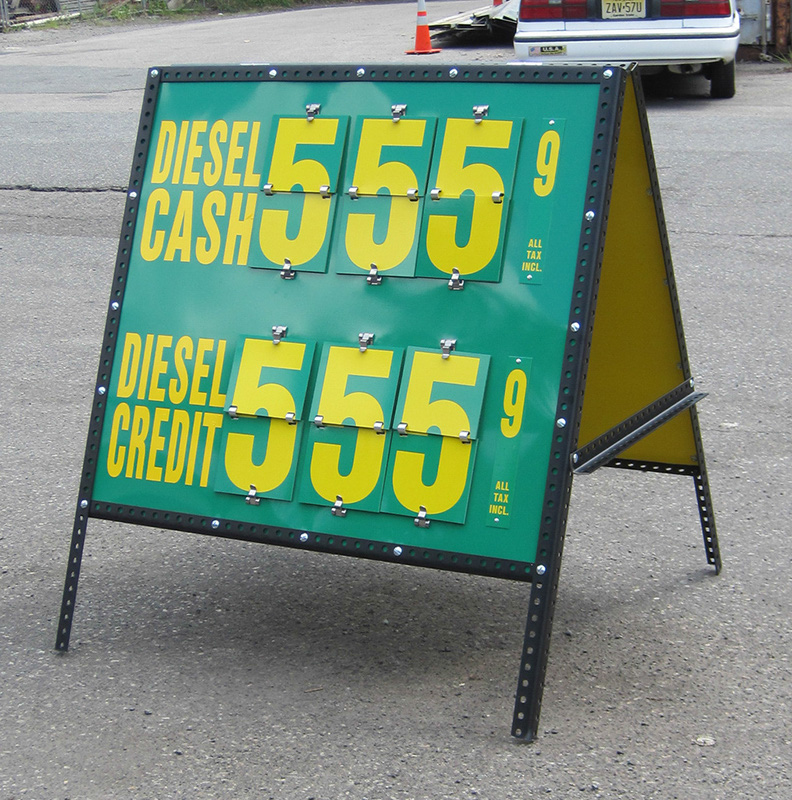 ZAV•57U
U.S.A.
DIESEL
CASH
555 9
ALL
TAX
INCL.
DIESEL
CREDIT
555 9
ALL
TAX
INCL.